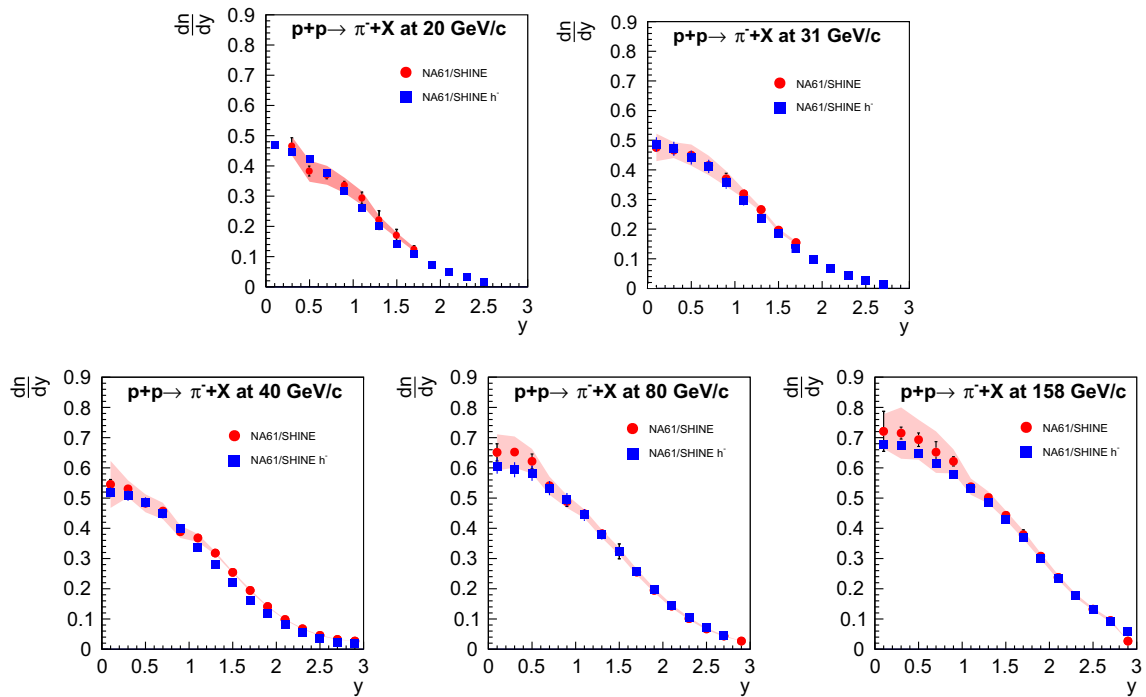 dn
dy
p+p→ π⁻+X at 20 GeV/c
NA61/SHINE
NA61/SHINE h⁻
0.9
0.8
0.7
0.6
0.5
0.4
0.3
0.2
0.1
0
0 0.5 1 1.5 2 2.5 3
y
dn
dy
p+p→ π⁻+X at 31 GeV/c
NA61/SHINE
NA61/SHINE h⁻
0.9
0.8
0.7
0.6
0.5
0.4
0.3
0.2
0.1
0
0 0.5 1 1.5 2 2.5 3
y
dn
dy
p+p→ π⁻+X at 40 GeV/c
NA61/SHINE
NA61/SHINE h⁻
0.9
0.8
0.7
0.6
0.5
0.4
0.3
0.2
0.1
0
0 0.5 1 1.5 2 2.5 3
y
dn
dy
p+p→ π⁻+X at 80 GeV/c
NA61/SHINE
NA61/SHINE h⁻
0.9
0.8
0.7
0.6
0.5
0.4
0.3
0.2
0.1
0
0 0.5 1 1.5 2 2.5 3
y
dn
dy
p+p→ π⁻+X at 158 GeV/c
NA61/SHINE
NA61/SHINE h⁻
0.9
0.8
0.7
0.6
0.5
0.4
0.3
0.2
0.1
0
0 0.5 1 1.5 2 2.5 3
y